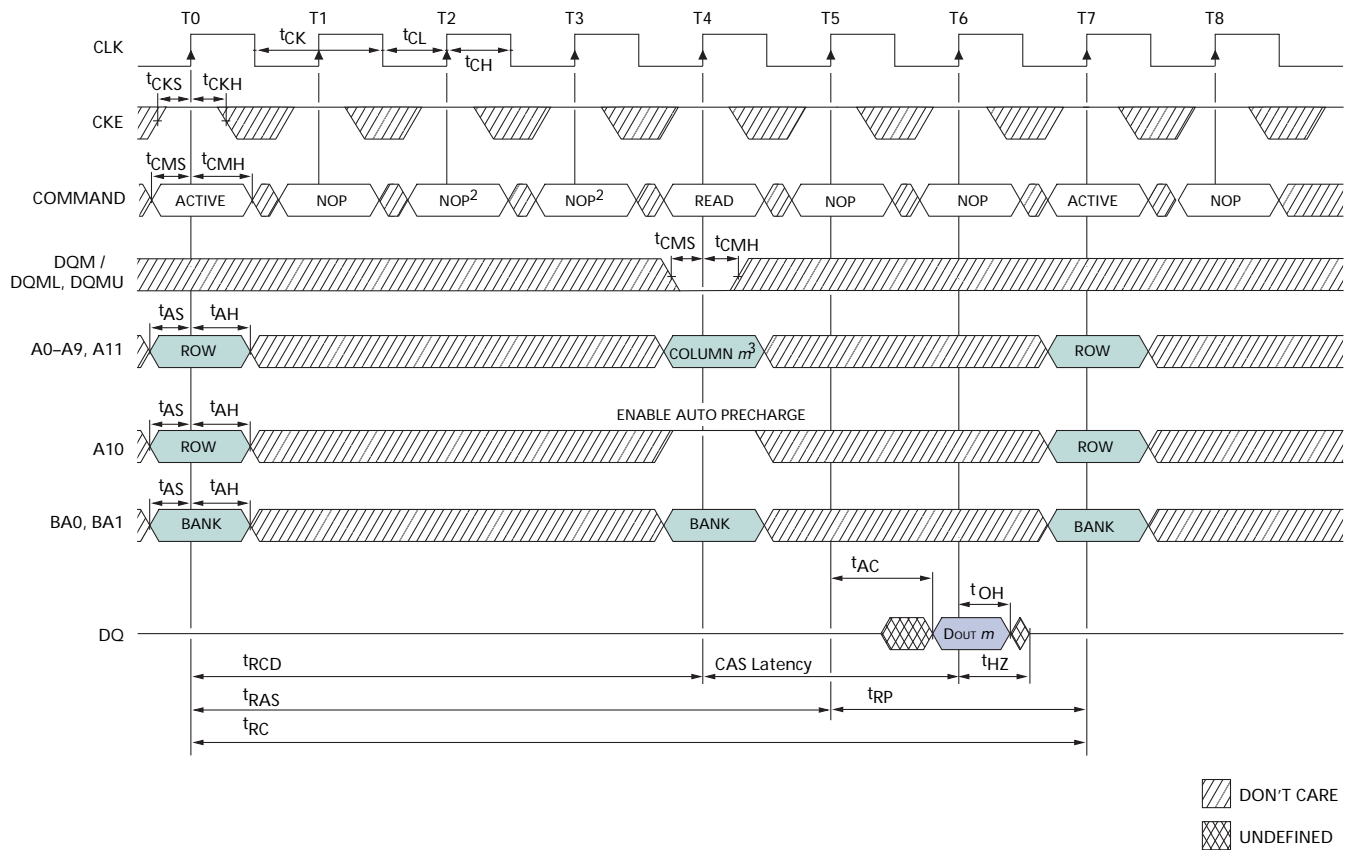 T0 T1 T2 T3 T4 T5 T6 T7 T8
CLK
tCK tCL
tCH
tCKS tCKH
CKE
tCMS tCMH
COMMAND ACTIVE NOP NOP2 NOP2 READ NOP NOP ACTIVE NOP
tCMS tCMH
DQM /
DQML, DQMU
tAS tAH
A0–A9, A11 ROW COLUMN m3 ROW
tAS tAH
ENABLE AUTO PRECHARGE
A10 ROW ROW
tAS tAH
BA0, BA1 BANK BANK BANK
tAC
tOH
DQ DOUT m
tRCD CAS Latency tHZ
tRAS tRP
tRC
DON'T CARE
UNDEFINED